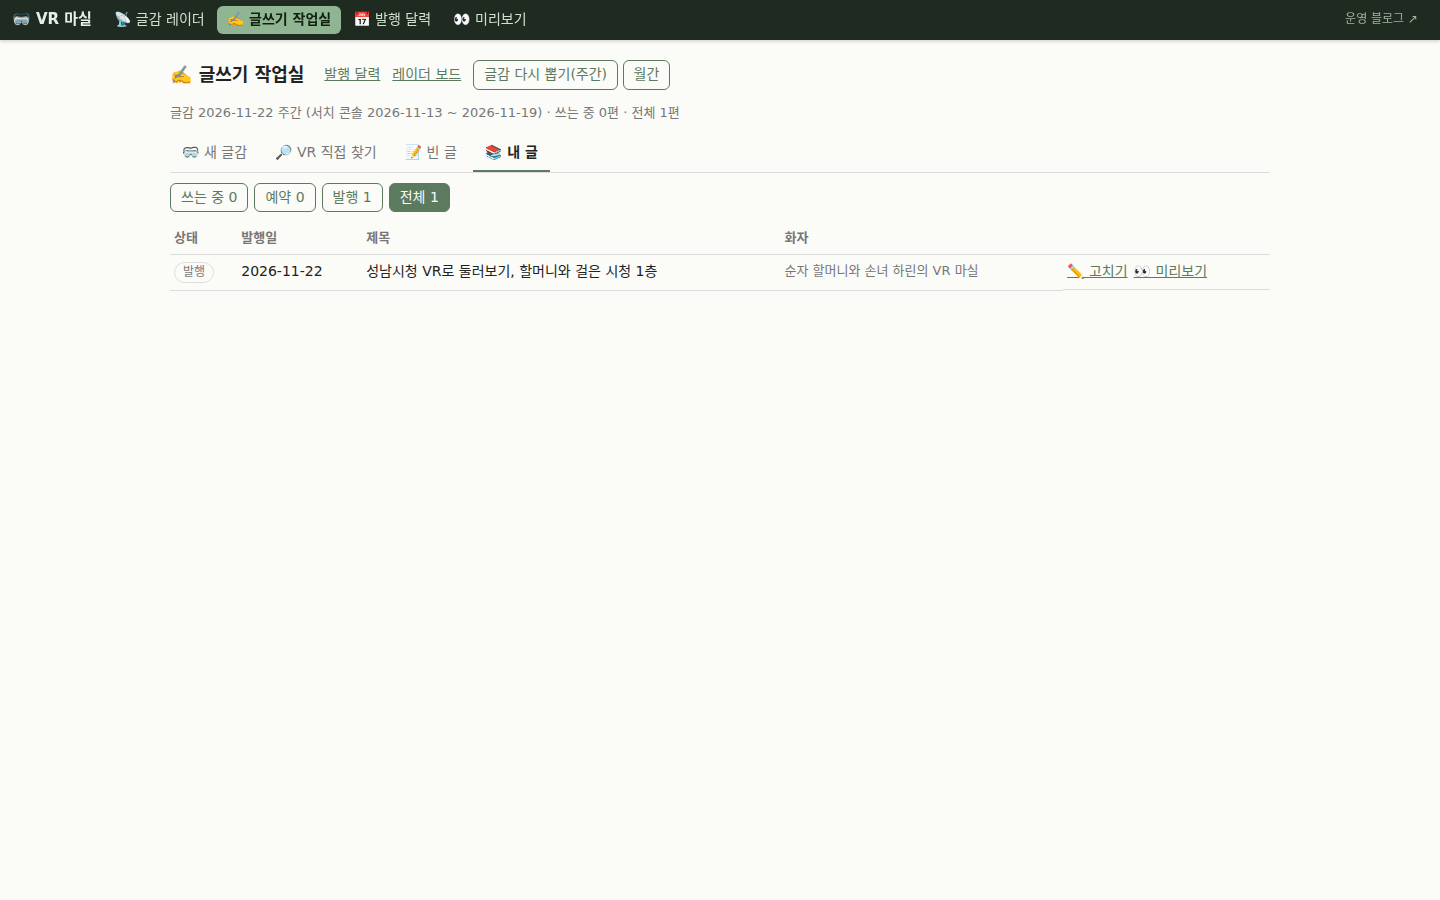 VR 마실 글감 레이더 글쓰기 작업실 발행 달력 미리보기 운영 블로그 ↗
글쓰기 작업실 발행 달력 레이더 보드 글감 다시 뽑기(주간) 월간
글감 2026-11-22 주간 (서치 콘솔 2026-11-13 ~ 2026-11-19) · 쓰는 중 0편 · 전체 1편
새 글감 VR 직접 찾기 빈 글 내 글
쓰는 중 0 예약 0 발행 1 전체 1
상태 발행일 제목 화자
발행 2026-11-22 성남시청 VR로 둘러보기, 할머니와 걸은 시청 1층 순자 할머니와 손녀 하린의 VR 마실 고치기 미리보기